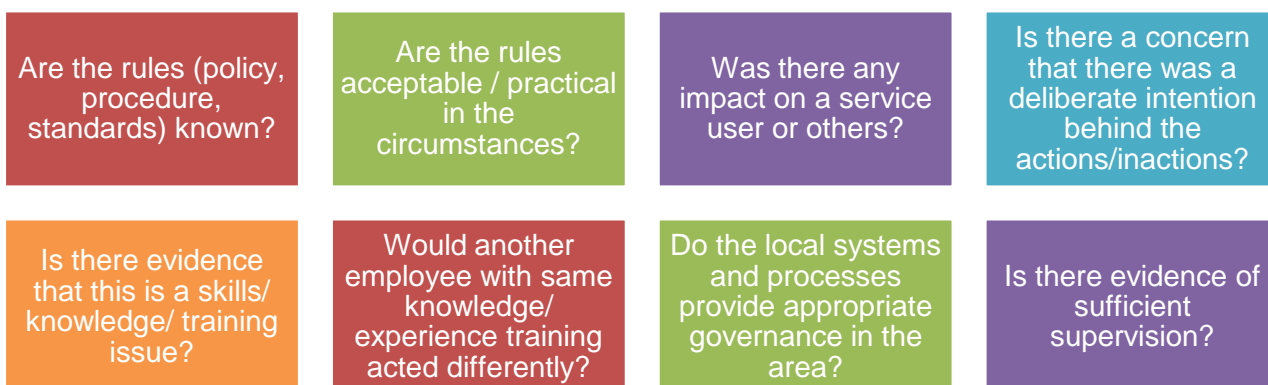 Are the rules (policy,
procedure,
standards) known?
Are the rules
acceptable / practical
in the
circumstances?
Was there any
impact on a service
user or others?
Is there a concern
that there was a
deliberate intention
behind the
actions/inactions?
Is there evidence
that this is a skills/
knowledge/ training
issue?
Would another
employee with same
knowledge/
experience training
acted differently?
Do the local systems
and processes
provide appropriate
governance in the
area?
Is there evidence of
sufficient
supervision?